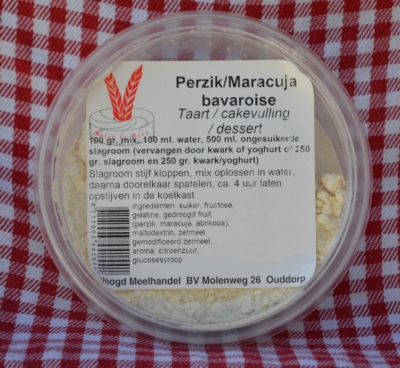 Perzik/Maracuja
bavaroise
Taart / cakevulling
/ dessert
100 gr. mix, 100 ml. water, 500 ml. ongesuikerde
slagroom (vervangen door kwark of yoghurt of 250
gr. slagroom en 250 gr. kwark/yoghurt)
Slagroom stijf kloppen, mix oplossen in water,
daarna doorelkaar spatelen, ca. 4 uur laten
opstijven in de koelkast
ingrediënten: suiker, fructose,
gelatine, gedroogd fruit
(perzik, maracuja, abrikoos),
maltodextrin, zetmeel,
gemodificeerd zetmeel,
aroma, citroenzuur,
glucosesyroop
Voogd Meelhandel BV Molenweg 26 Ouddorp